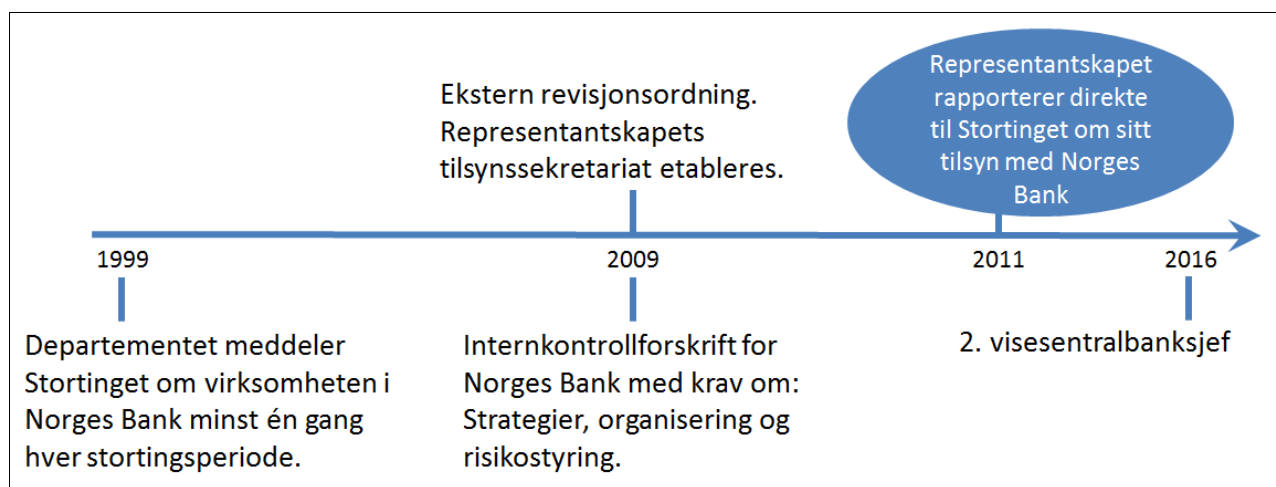 Ekstern revisjonsordning.
Representantskapets
tilsynssekretariat etableres.
Representantskapet
rapporterer direkte
til Stortinget om sitt
tilsyn med Norges
Bank
1999
2009
2011
2016
Departementet meddeler
Stortinget om virksomheten i
Norges Bank minst én gang
hver stortingsperiode.
Internkontrollforskrift for
Norges Bank med krav om:
Strategier, organisering og
risikostyring.
2. visesentralbanksjef